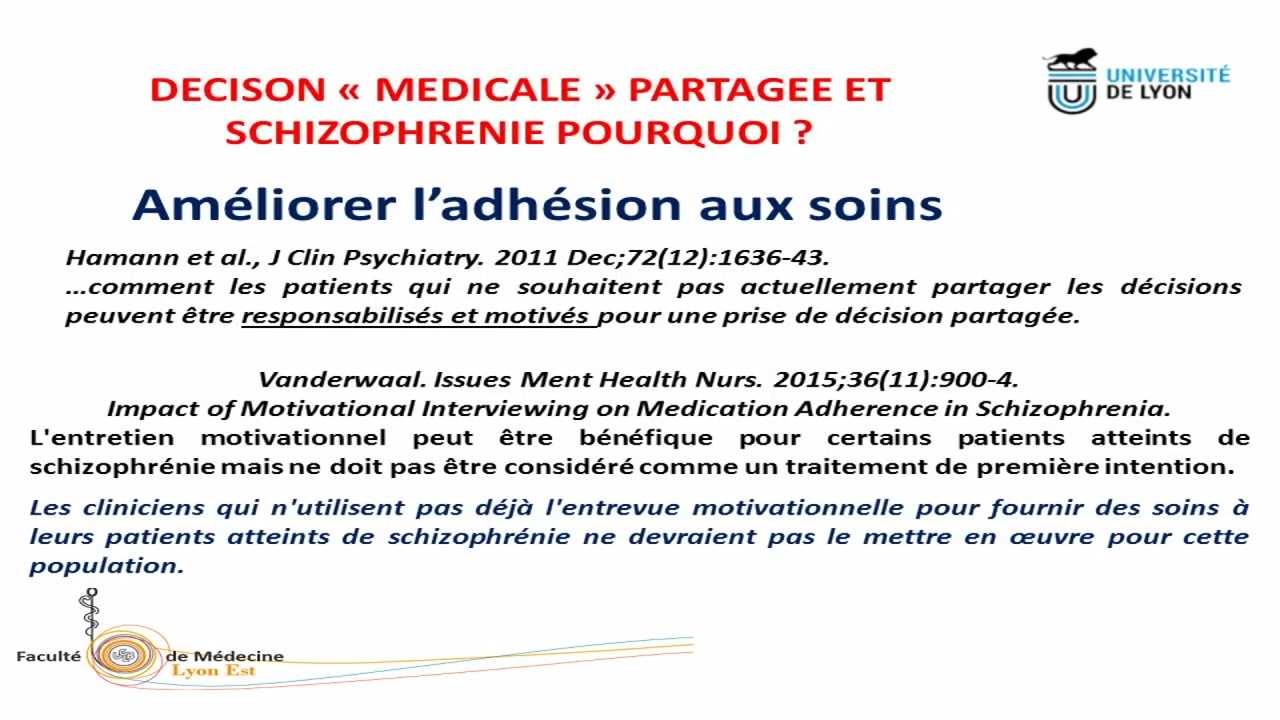 DECISON « MEDICALE » PARTAGEE ET
SCHIZOPHRENIE POURQUOI ?
UNIVERSITÉ
DE LYON
Améliorer l’adhésion aux soins
Hamann et al., J Clin Psychiatry. 2011 Dec;72(12):1636-43.
...comment les patients qui ne souhaitent pas actuellement partager les décisions
peuvent être responsabilisés et motivés pour une prise de décision partagée.
Vanderwaal. Issues Ment Health Nurs. 2015;36(11):900-4.
Impact of Motivational Interviewing on Medication Adherence in Schizophrenia.
L'entretien motivationnel peut être bénéfique pour certains patients atteints de
schizophrénie mais ne doit pas être considéré comme un traitement de première intention.
Les cliniciens qui n'utilisent pas déjà l'entrevue motivationnelle pour fournir des soins à
leurs patients atteints de schizophrénie ne devraient pas le mettre en œuvre pour cette
population.
Faculté de Médecine
Lyon Est